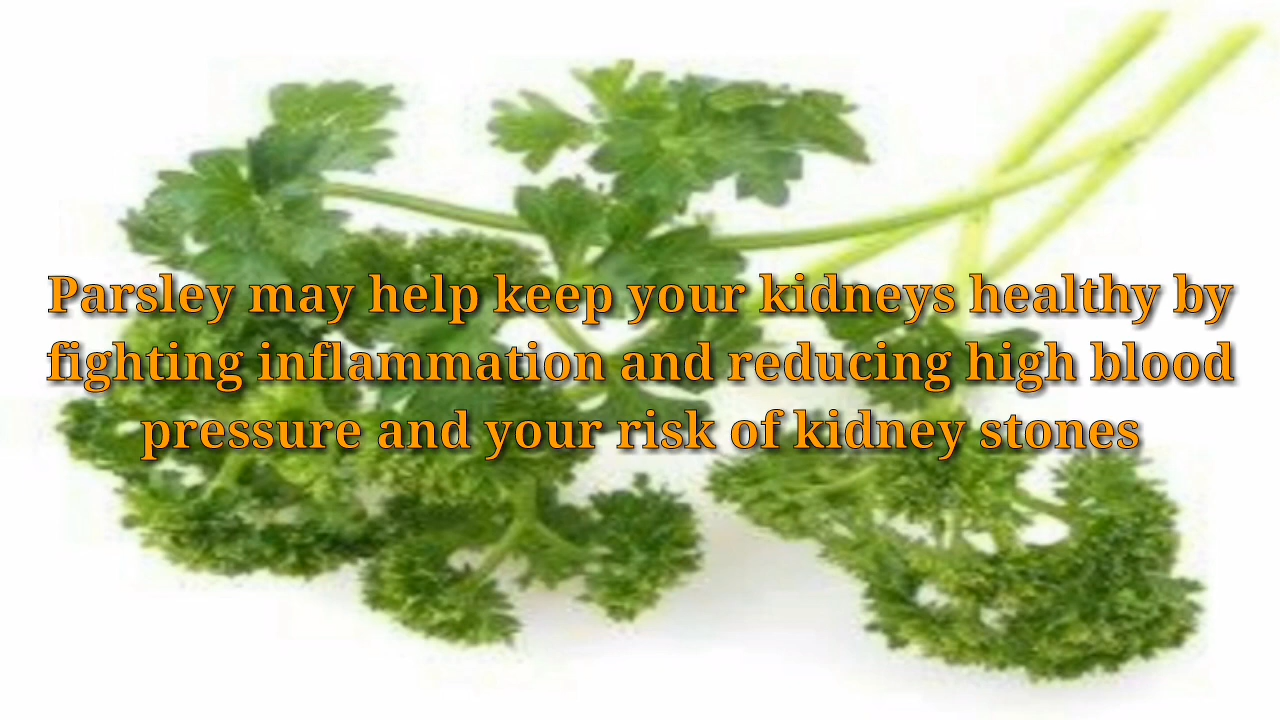 Parsley may help keep your kidneys healthy by
fighting inflammation and reducing high blood
pressure and your risk of kidney stones